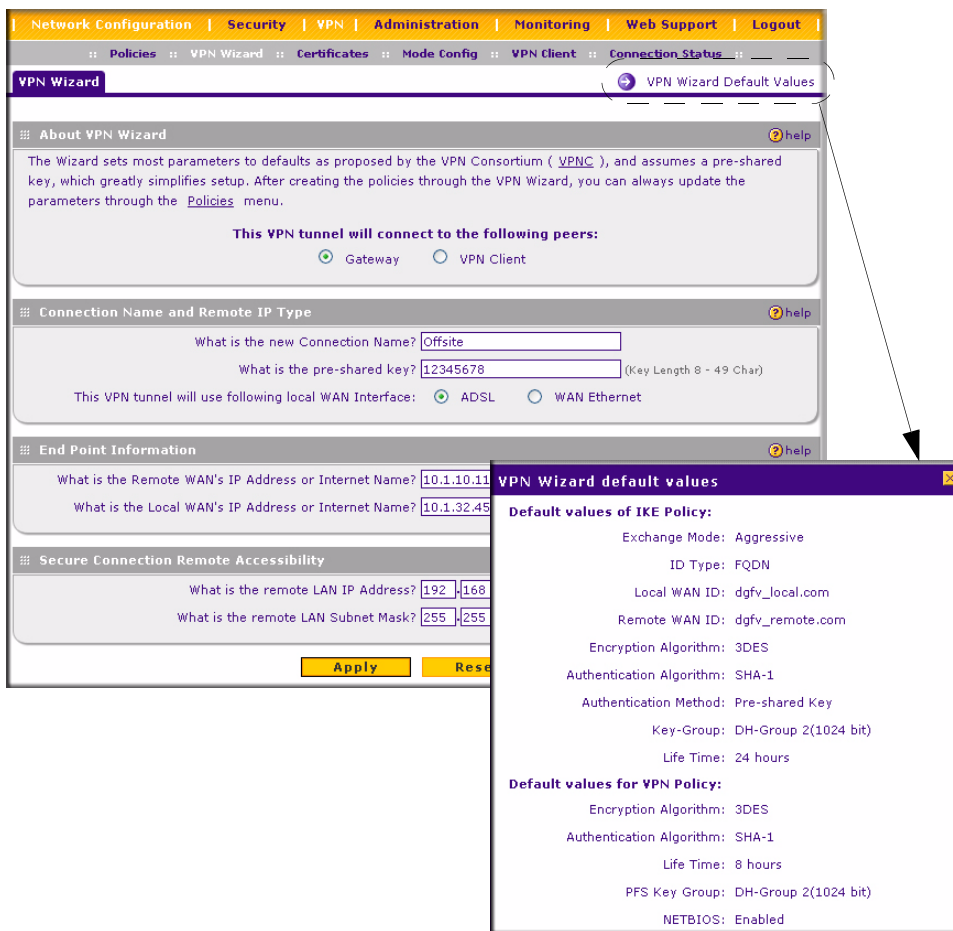 Network Configuration | Security | VPN | Administration | Monitoring | Web Support | Logout |
:: Policies :: VPN Wizard :: Certificates :: Mode Config :: VPN Client :: Connection Status ::
VPN Wizard
VPN Wizard Default Values
About VPN Wizard
help
The Wizard sets most parameters to defaults as proposed by the VPN Consortium ( VPNC ), and assumes a pre-shared
key, which greatly simplifies setup. After creating the policies through the VPN Wizard, you can always update the
parameters through the Policies menu.
This VPN tunnel will connect to the following peers:
Gateway VPN Client
Connection Name and Remote IP Type
help
What is the new Connection Name? Offsite
What is the pre-shared key? 12345678 (Key Length 8 - 49 Char)
This VPN tunnel will use following local WAN Interface: ADSL WAN Ethernet
End Point Information
help
What is the Remote WAN's IP Address or Internet Name? 10.1.10.11
What is the Local WAN's IP Address or Internet Name? 10.1.32.45
Secure Connection Remote Accessibility
What is the remote LAN IP Address? 192 .168
What is the remote LAN Subnet Mask? 255 .255
Apply Rese
VPN Wizard default values
Default values of IKE Policy:
Exchange Mode: Aggressive
ID Type: FQDN
Local WAN ID: dgfv_local.com
Remote WAN ID: dgfv_remote.com
Encryption Algorithm: 3DES
Authentication Algorithm: SHA-1
Authentication Method: Pre-shared Key
Key-Group: DH-Group 2(1024 bit)
Life Time: 24 hours
Default values for VPN Policy:
Encryption Algorithm: 3DES
Authentication Algorithm: SHA-1
Life Time: 8 hours
PFS Key Group: DH-Group 2(1024 bit)
NETBIOS: Enabled